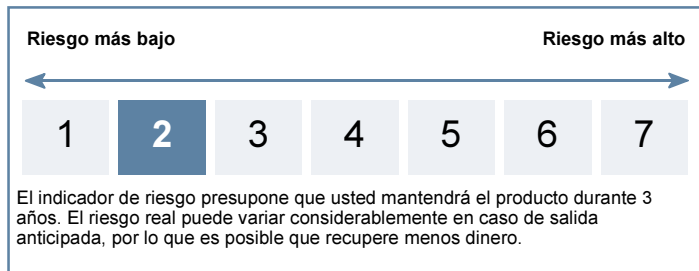 Riesgo más bajo Riesgo más alto
1 2 3 4 5 6 7
El indicador de riesgo presupone que usted mantendrá el producto durante 3
años. El riesgo real puede variar considerablemente en caso de salida
anticipada, por lo que es posible que recupere menos dinero.